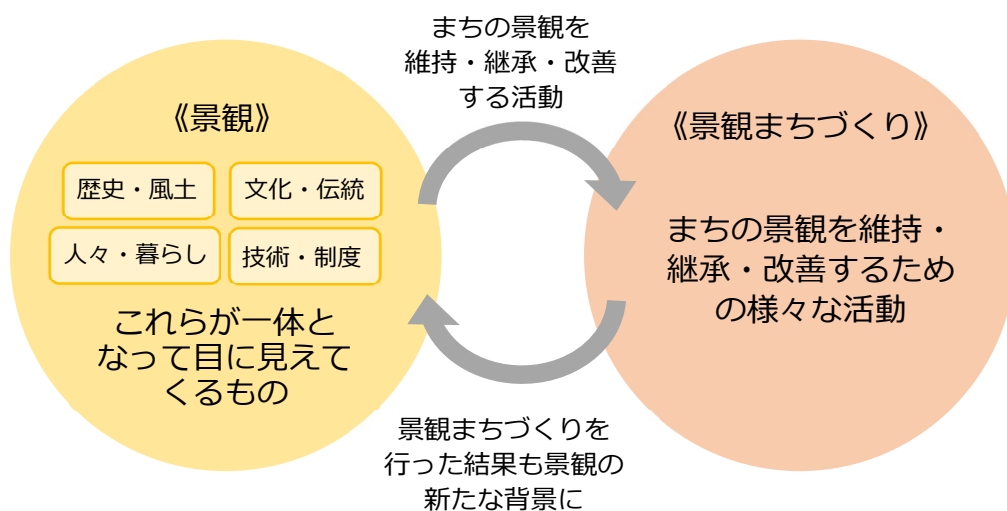 まちの景観を
維持・継承・改善
する活動
《景観》
歴史・風土
文化・伝統
人々・暮らし
技術・制度
これらが一体と
なって目に見えて
くるもの
《景観まちづくり》
まちの景観を維持・
継承・改善するため
の様々な活動
景観まちづくりを
行った結果も景観の
新たな背景に